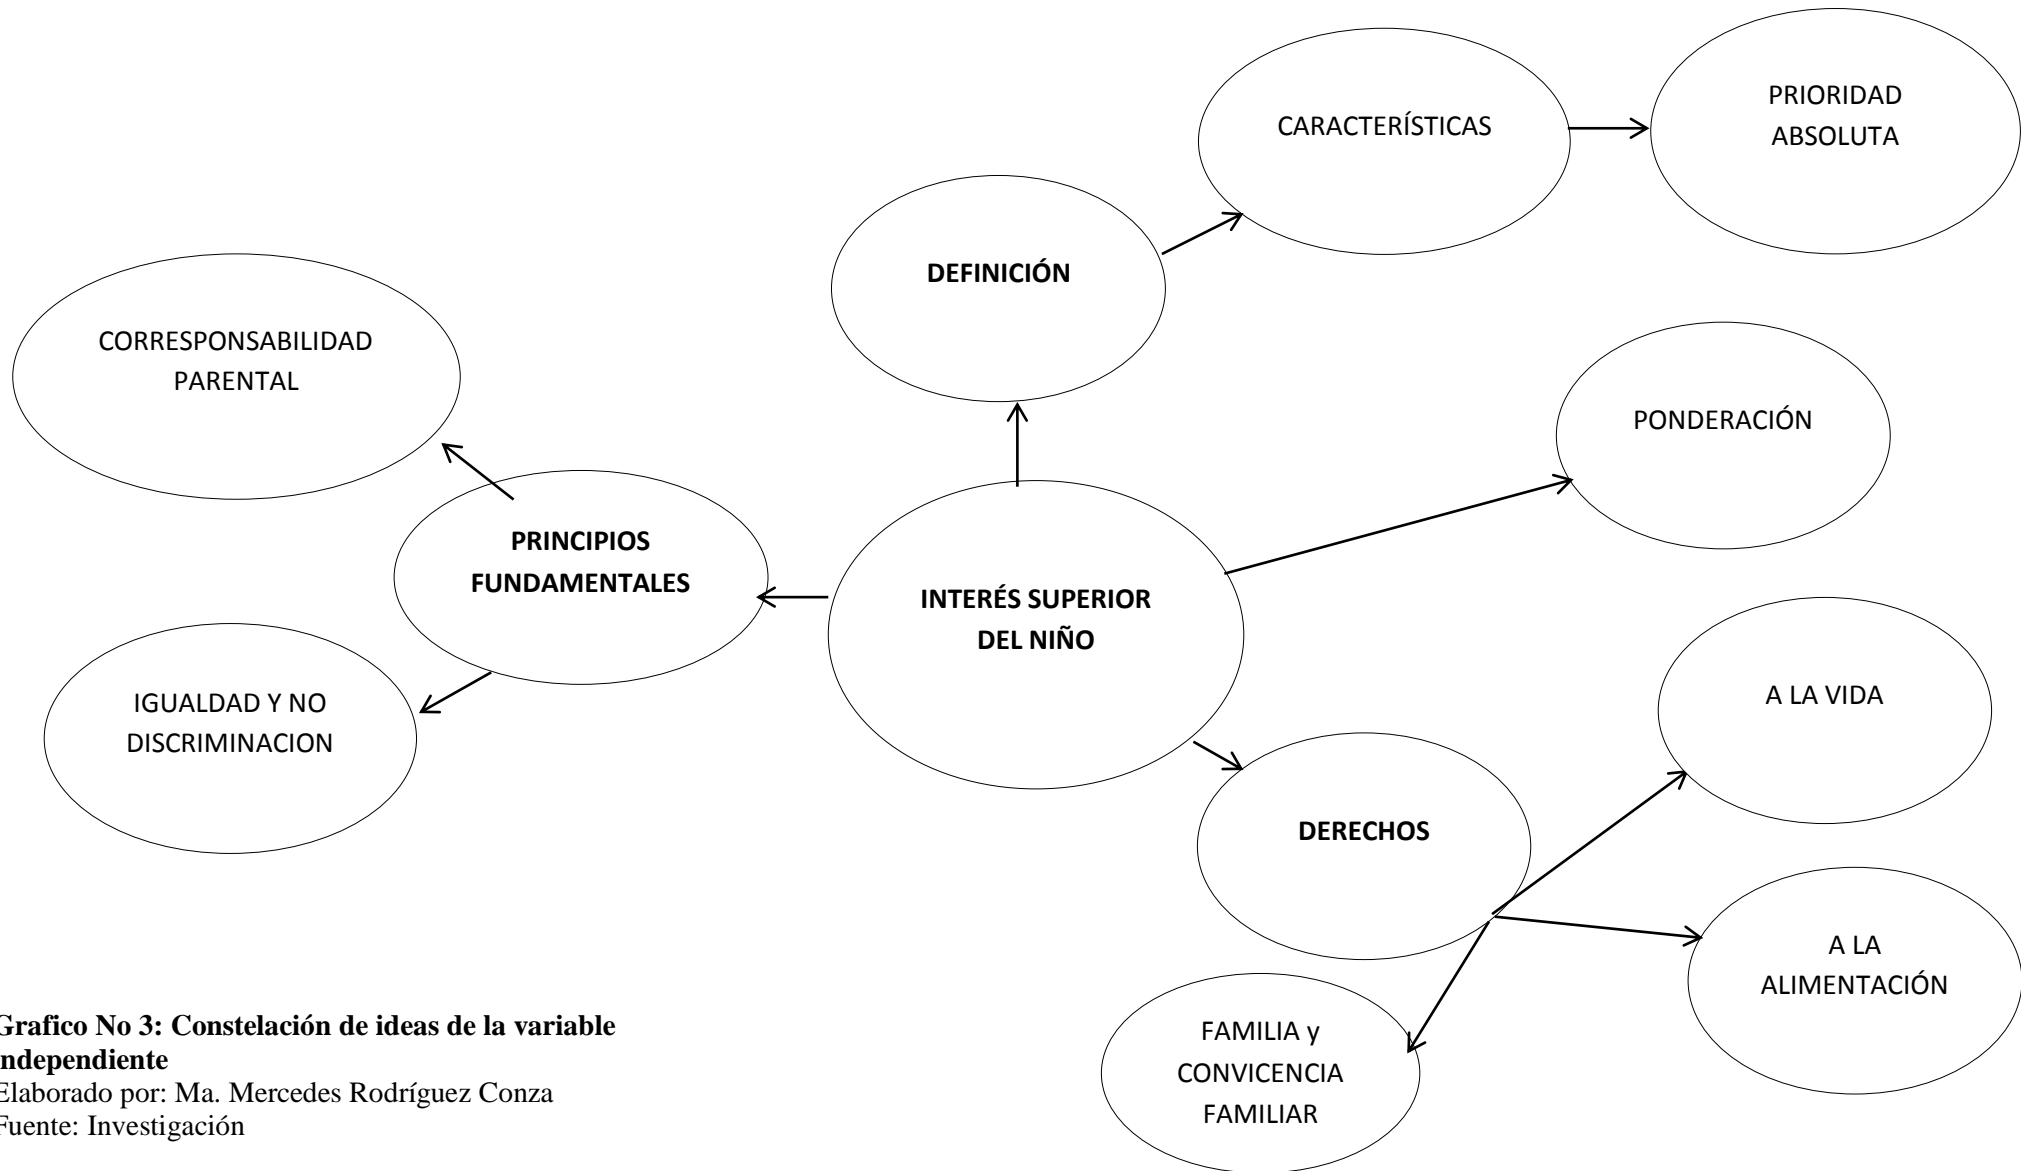 PRIORIDAD
ABSOLUTA
CARACTERÍSTICAS
DEFINICIÓN
CORRESPONSABILIDAD
PARENTAL
PONDERACIÓN
PRINCIPIOS
FUNDAMENTALES
INTERÉS SUPERIOR
DEL NIÑO
IGUALDAD Y NO
DISCRIMINACION
A LA VIDA
DERECHOS
A LA
ALIMENTACIÓN
FAMILIA y
CONVICENCIA
FAMILIAR
Grafico No 3: Constelación de ideas de la variable
independiente
Elaborado por: Ma. Mercedes Rodríguez Conza
Fuente: Investigación